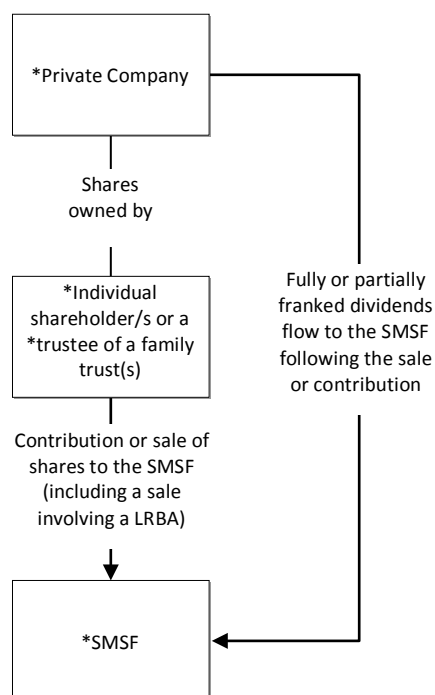 *Private Company
Shares
owned by
*Individual
shareholder/s or a
*trustee of a family
trust(s)
Fully or partially
franked dividends
flow to the SMSF
following the sale
or contribution
Contribution or sale of
shares to the SMSF
(including a sale
involving a LRBA)
*SMSF